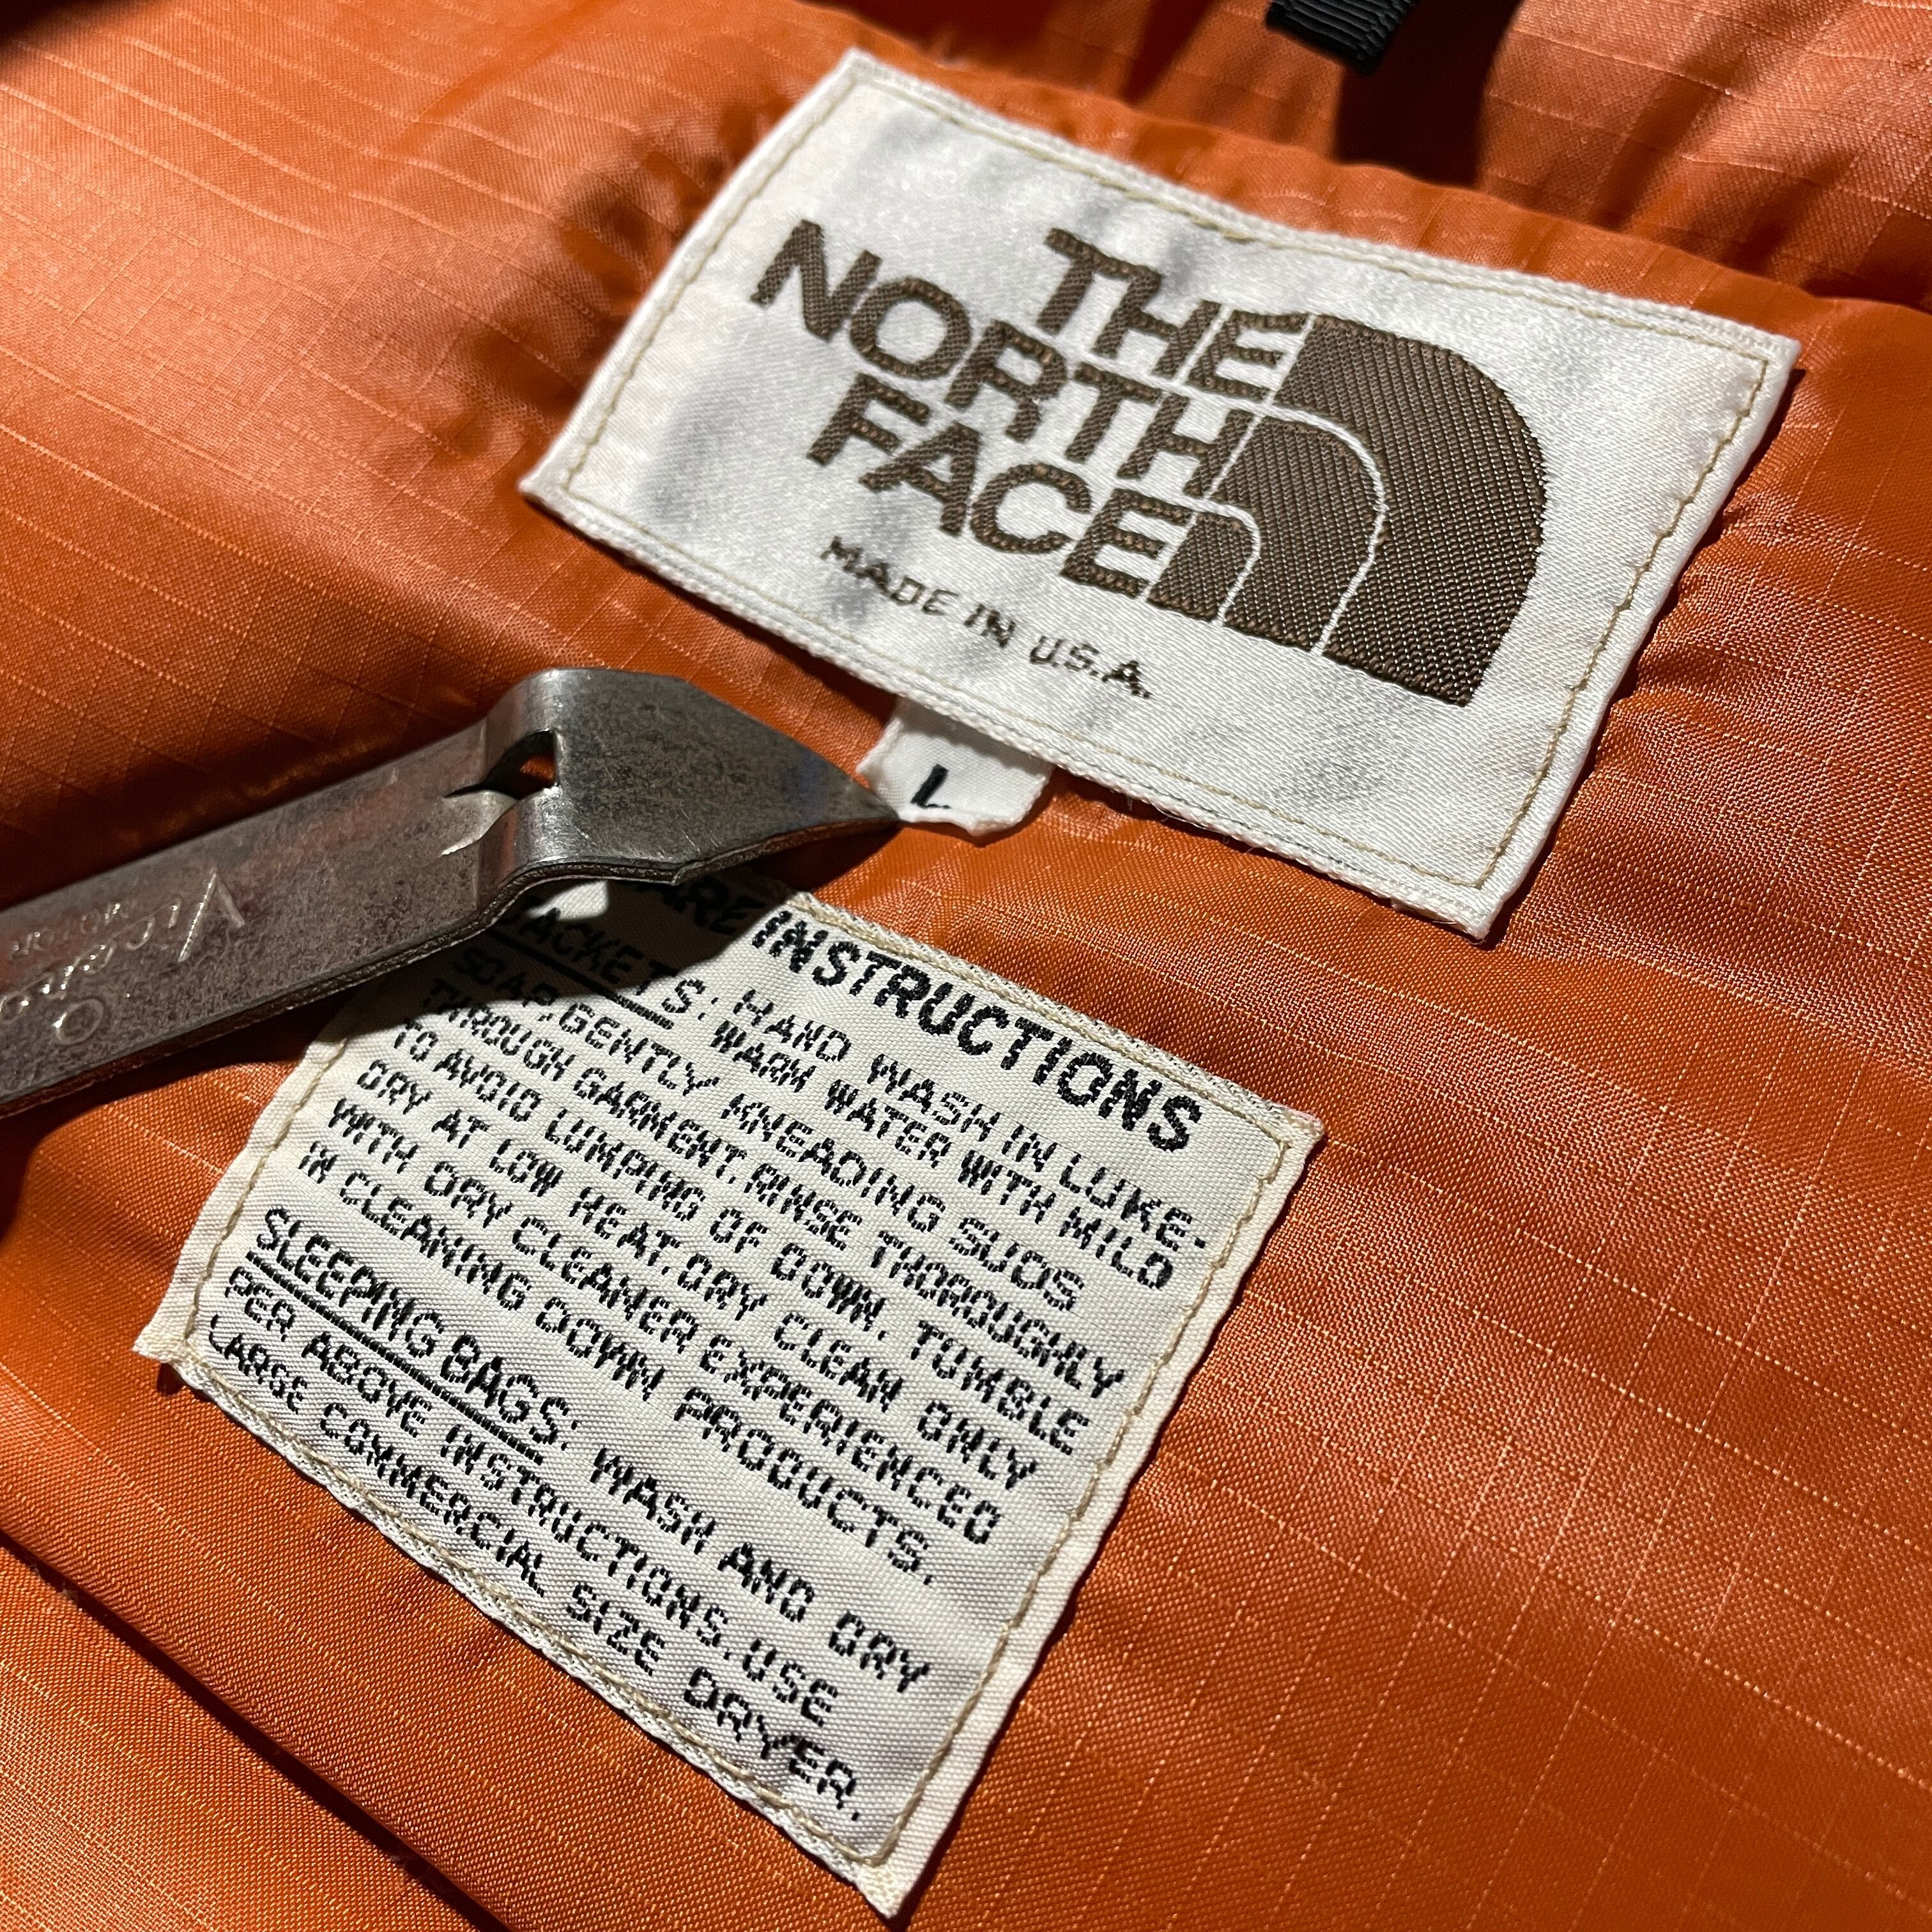 THE
NORTH
FACE
MADE IN U.S.A.
L
CARE INSTRUCTIONS
JACKETS: HAND WASH IN LUKE-
WARM WATER WITH MILD
SOAP, GENTLY KNEADING SUDS
THROUGH GARMENT. RINSE THOROUGHLY
TO AVOID LUMPING OF DOWN. TUMBLE
DRY AT LOW HEAT. DRY CLEAN ONLY
WITH DRY CLEANER EXPERIENCED
IN CLEANING DOWN PRODUCTS.
SLEEPING BAGS: WASH AND DRY
PER ABOVE INSTRUCTIONS. USE
LARGE COMMERCIAL SIZE DRYER.